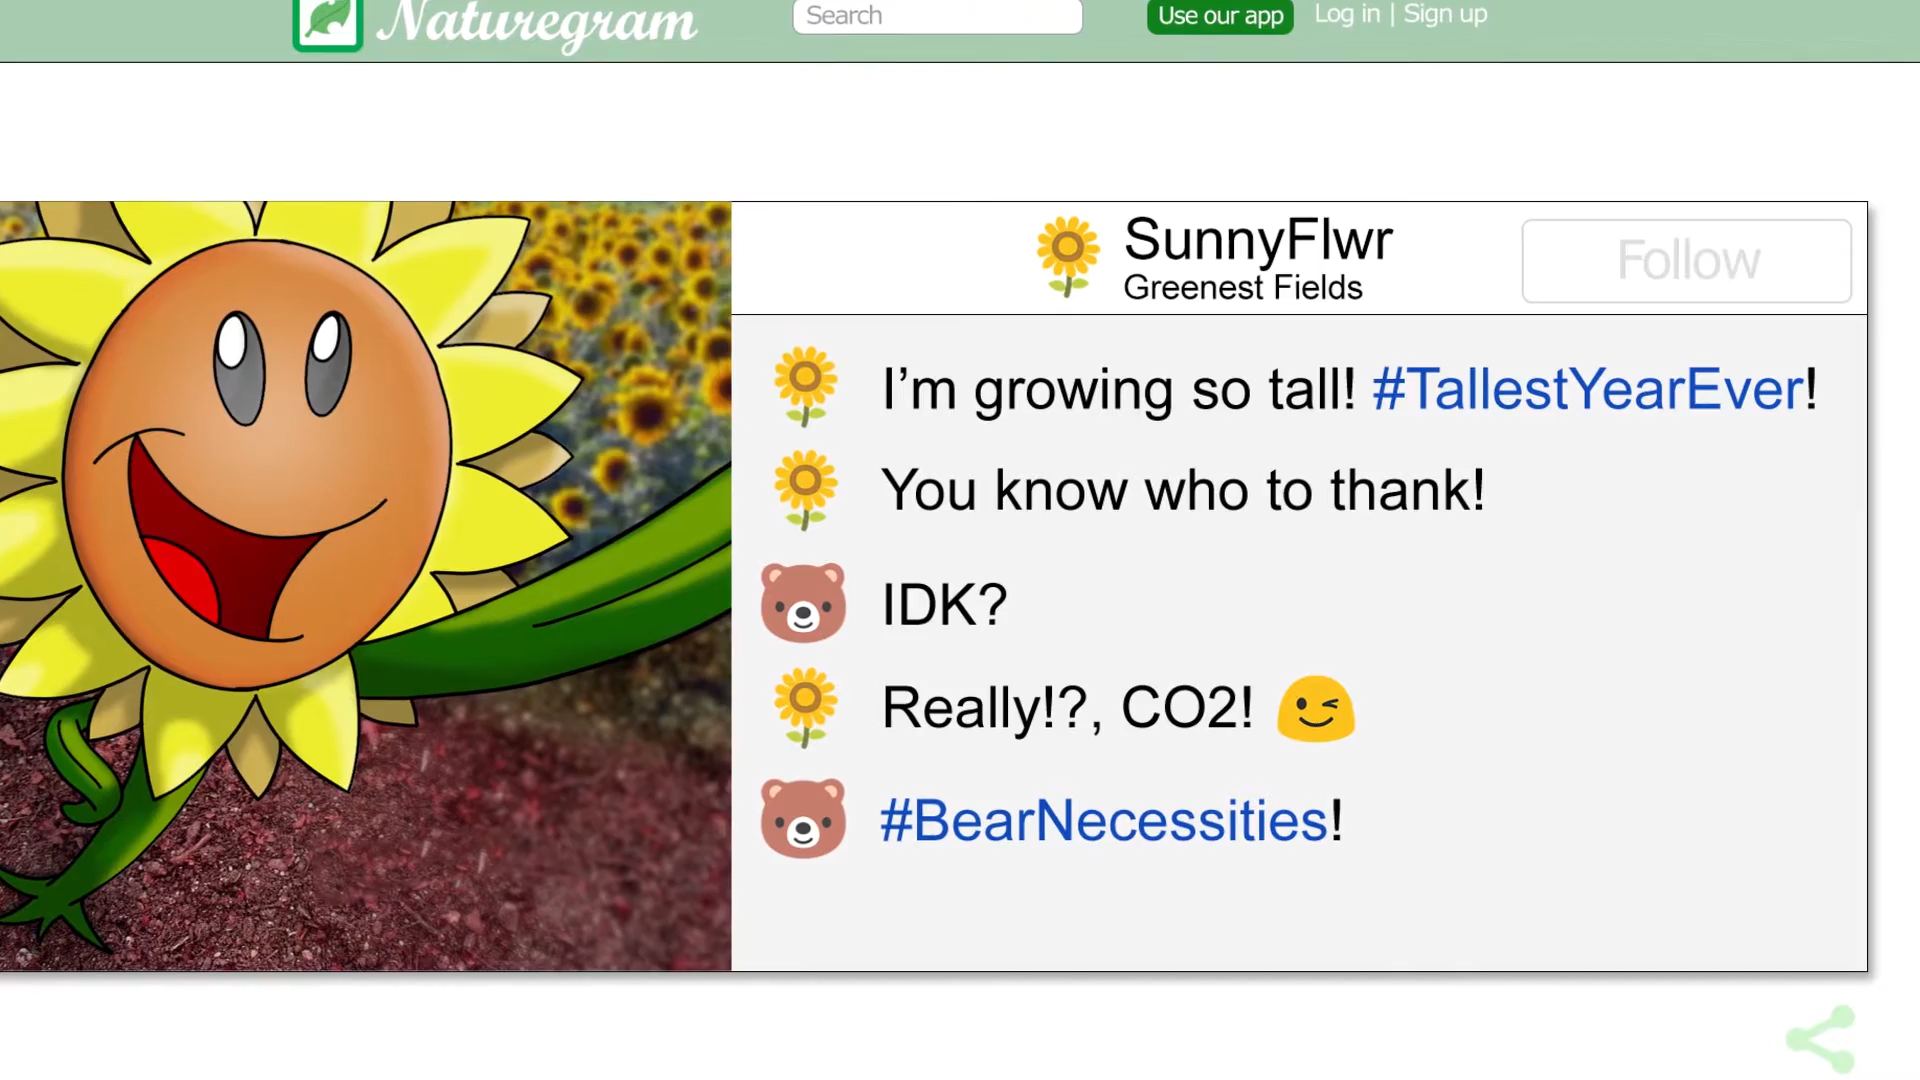 Naturegram
Search
Use our app
Log in | Sign up
SunnyFlwr
Greenest Fields
Follow
I’m growing so tall! #TallestYearEver!
You know who to thank!
IDK?
Really!?, CO2! 😉
#BearNecessities!